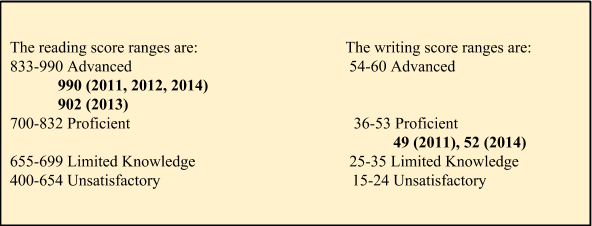 The reading score ranges are:
833-990 Advanced
990 (2011, 2012, 2014)
902 (2013)
700-832 Proficient
655-699 Limited Knowledge
400-654 Unsatisfactory
The writing score ranges are:
54-60 Advanced
36-53 Proficient
49 (2011), 52 (2014)
25-35 Limited Knowledge
15-24 Unsatisfactory